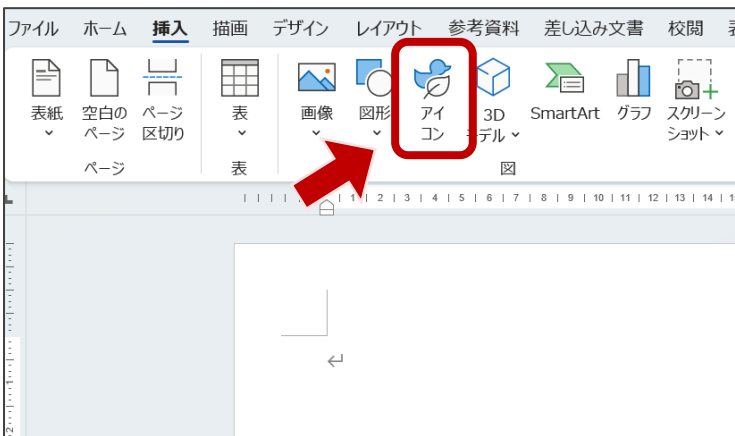 ファイル ホーム 挿入 描画 デザイン レイアウト 参考資料 差し込み文書 校閲
表紙 空白の ページ 表 画像 図形 アイ 3D SmartArt グラフ スクリーン
ページ 区切り コン モデル ショット
ページ 表 図
1 2 3 4 5 6 7 8 9 10 11 12 13 14
1
2